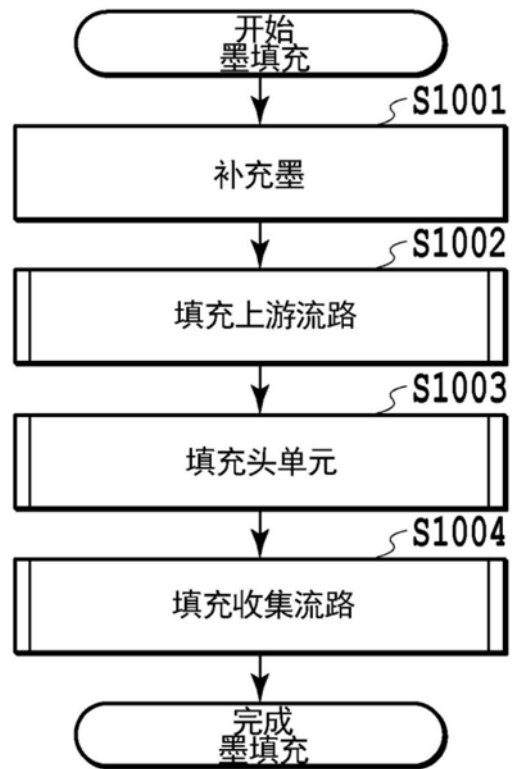 开始
墨填充
S1001
补充墨
S1002
填充上游流路
S1003
填充头单元
S1004
填充收集流路
完成
墨填充